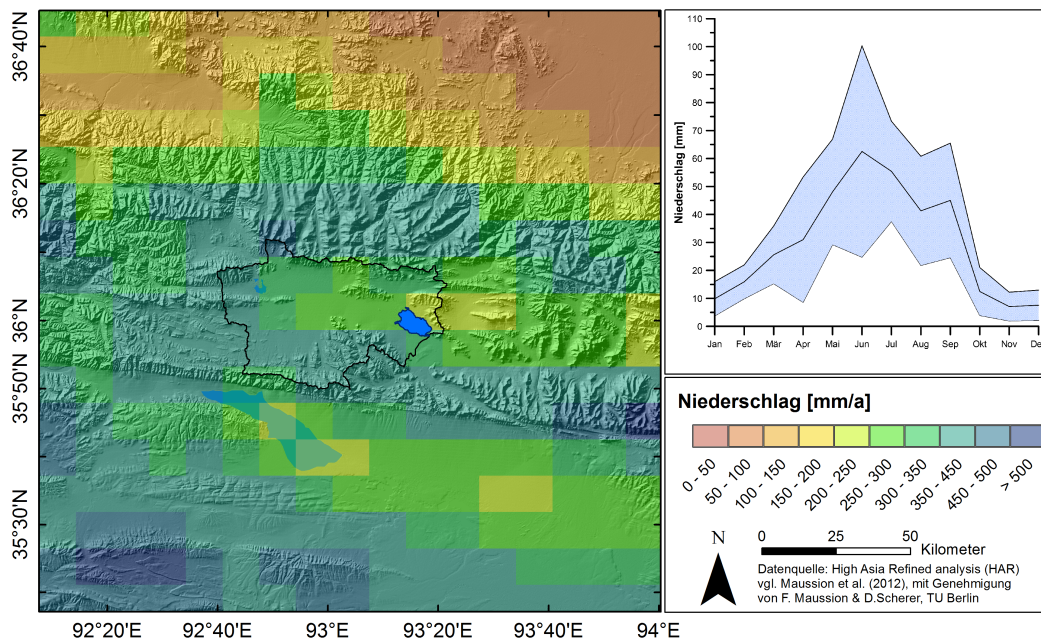 36°40'N
36°20'N
36°N
35°50'N
35°30'N
92°20'E
92°40'E
93°E
93°20'E
93°40'E
94°E
Niederschlag [mm]
110
100
90
80
70
60
50
40
30
20
10
0
Jan
Feb
Mar
Apr
Mai
Jun
Jul
Aug
Sep
Okt
Nov
De
Niederschlag [mm/a]
0 - 50
50 - 100
100 - 150
150 - 200
200 - 250
250 - 300
300 - 350
350 - 400
450 - 500
> 500
N
0
25
50
Kilometer
Datenquelle: High Asia Refined analysis (HAR)
vgl. Maussion et al. (2012), mit Genehmigung
von F. Maussion & D.Scherer, TU Berlin